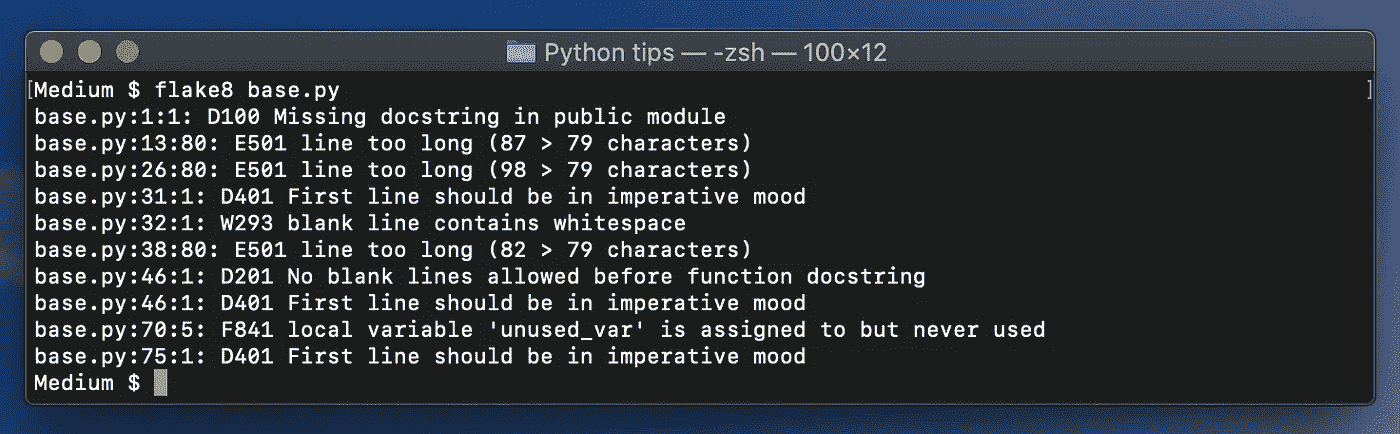 Python tips — -zsh — 100×12
[Medium $ flake8 base.py ]
base.py:1:1: D100 Missing docstring in public module
base.py:13:80: E501 line too long (87 > 79 characters)
base.py:26:80: E501 line too long (98 > 79 characters)
base.py:31:1: D401 First line should be in imperative mood
base.py:32:1: W293 blank line contains whitespace
base.py:38:80: E501 line too long (82 > 79 characters)
base.py:46:1: D201 No blank lines allowed before function docstring
base.py:46:1: D401 First line should be in imperative mood
base.py:70:5: F841 local variable 'unused_var' is assigned to but never used
base.py:75:1: D401 First line should be in imperative mood
Medium $